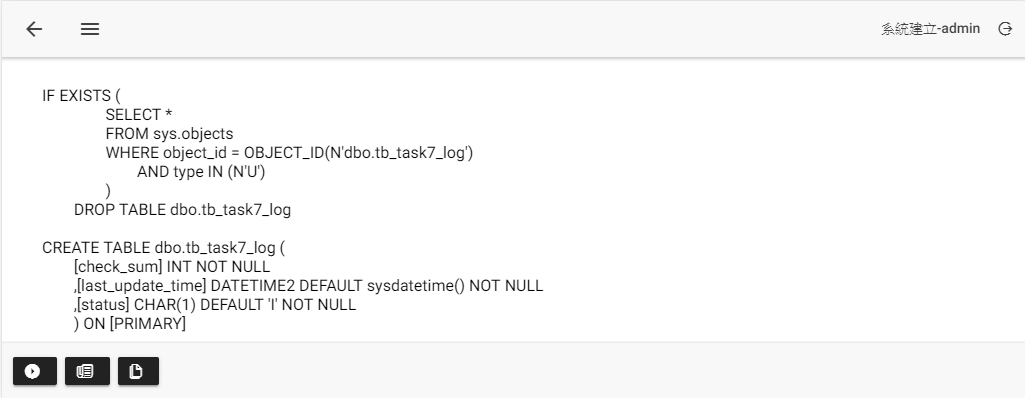 系統建立-admin
IF EXISTS (
SELECT *
FROM sys.objects
WHERE object_id = OBJECT_ID(N'dbo.tb_task7_log')
AND type IN (N'U')
)
DROP TABLE dbo.tb_task7_log
CREATE TABLE dbo.tb_task7_log (
[check_sum] INT NOT NULL
,[last_update_time] DATETIME2 DEFAULT sysdatetime() NOT NULL
,[status] CHAR(1) DEFAULT 'I' NOT NULL
) ON [PRIMARY]